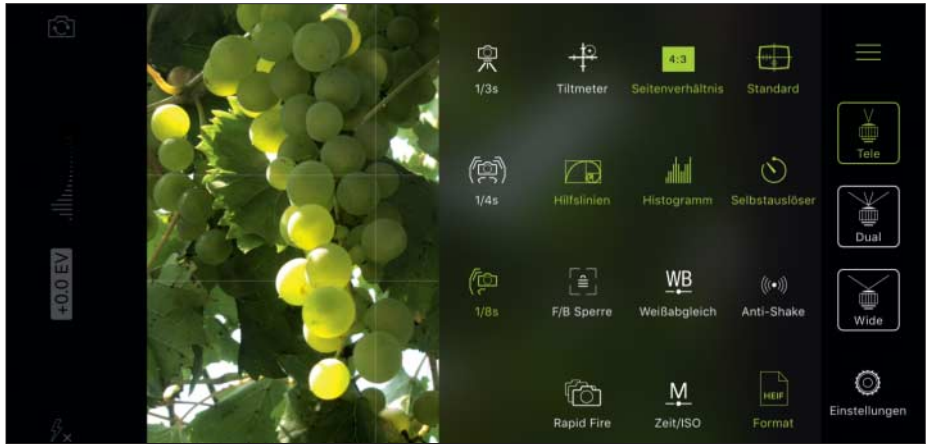 4:3
1/3s
Tiltmeter
Seitenverhältnis
Standard
Tele
1/4s
Hilfslinien
Histogramm
Selbstauslöser
Dual
+0.0 EV
WB
1/8s
F/B Sperre
Weißabgleich
Anti-Shake
Wide
M
HEIF
Rapid Fire
Zeit/ISO
Format
Einstellungen